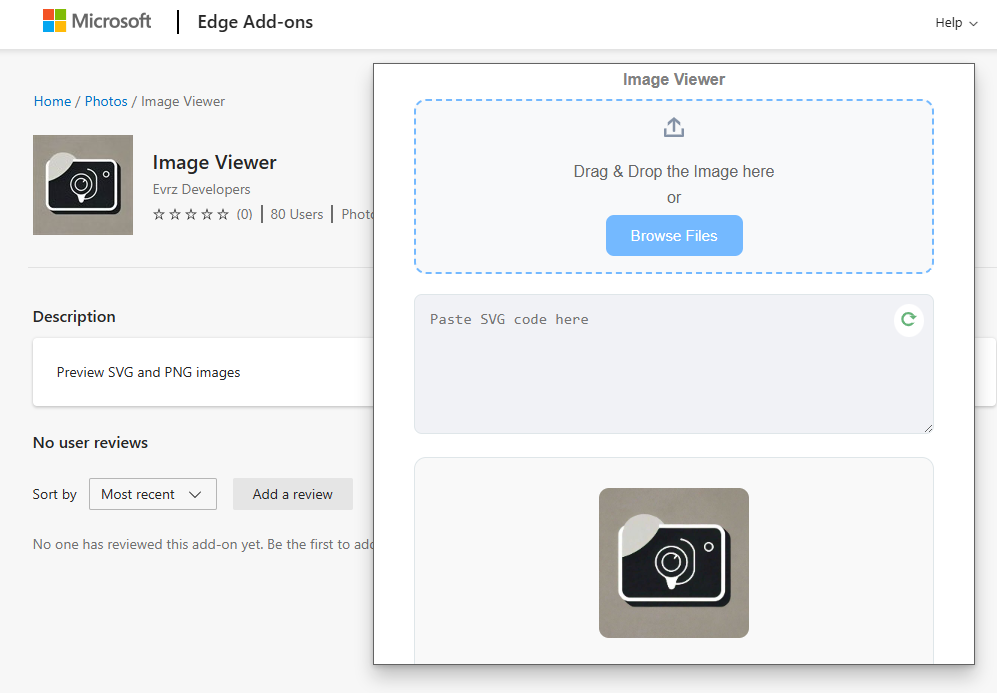 Microsoft
Edge Add-ons
Help
Home / Photos / Image Viewer
Image Viewer
Evrz Developers
(0) | 80 Users |
Description
Preview SVG and PNG images
No user reviews
Sort by
Most recent
Add a review
No one has reviewed this add-on yet. Be the first to
Image Viewer
Drag & Drop the Image here
or
Browse Files
Paste SVG code here